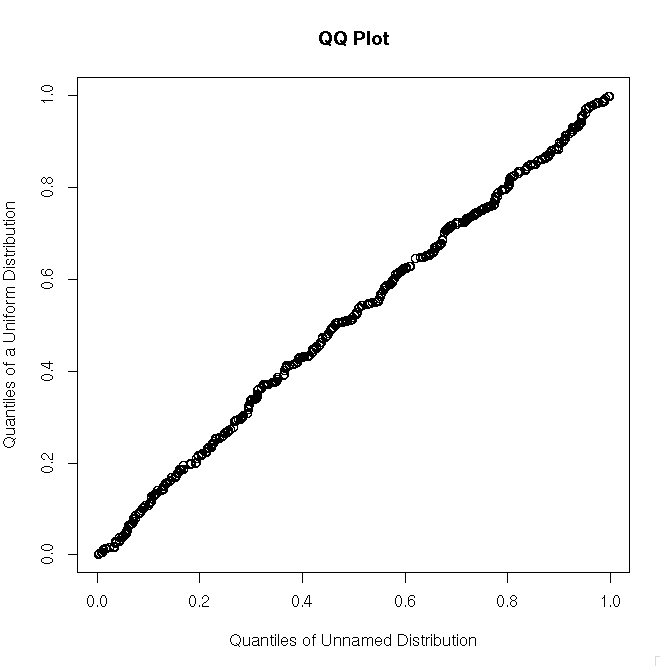 QQ Plot
Quantiles of a Uniform Distribution
1.0
0.8
0.6
0.4
0.2
0.0
0.0 0.2 0.4 0.6 0.8 1.0
Quantiles of Unnamed Distribution